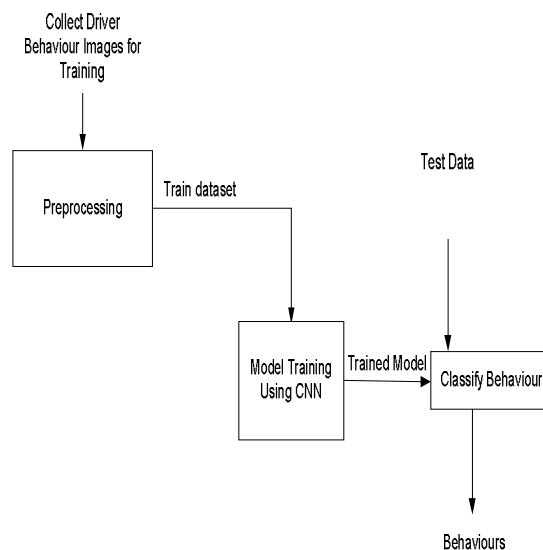 Collect Driver
Behaviour Images for
Training
Test Data
Preprocessing
Train dataset
Model Training
Using CNN
Trained Model
Classify Behaviour
Behaviours